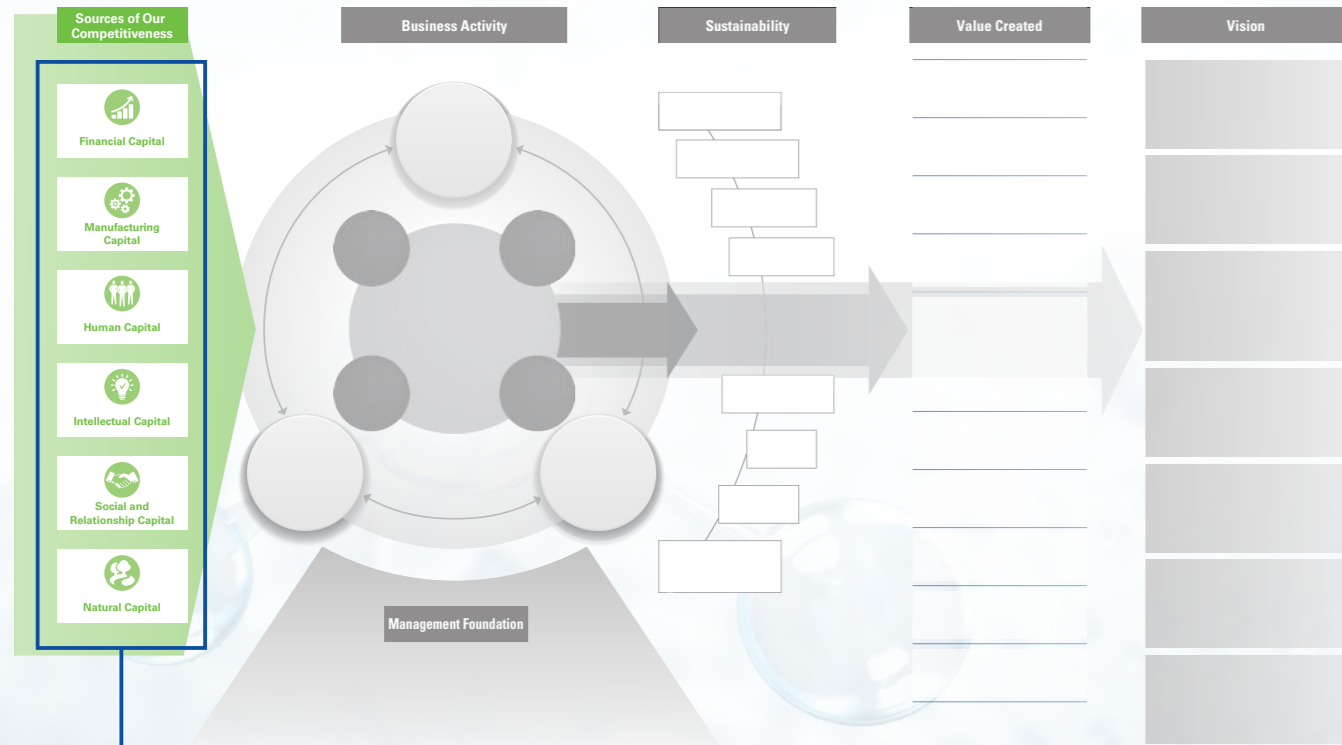 Sources of Our
Competitiveness
Business Activity
Sustainability
Value Created
Vision
Financial Capital
Manufacturing
Capital
Human Capital
Intellectual Capital
Social and
Relationship Capital
Natural Capital
Management Foundation